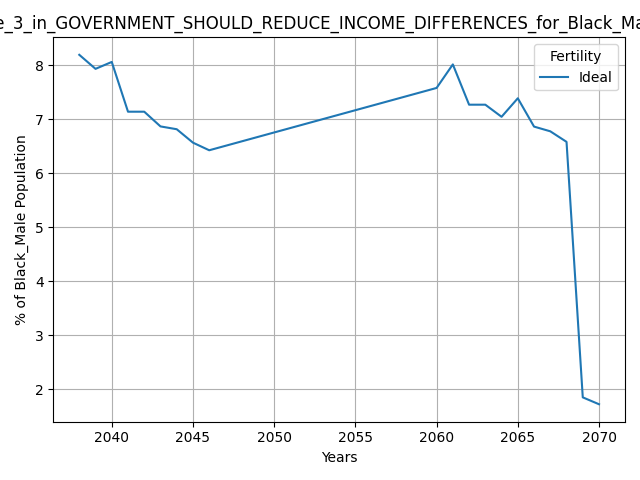 _3_in_GOVERNMENT_SHOULD_REDUCE_INCOME_DIFFERENCES_for_Black_Ma
Fertility
Ideal
8
7
6
5
4
3
2
% of Black_Male Population
2040 2045 2050 2055 2060 2065 2070
Years